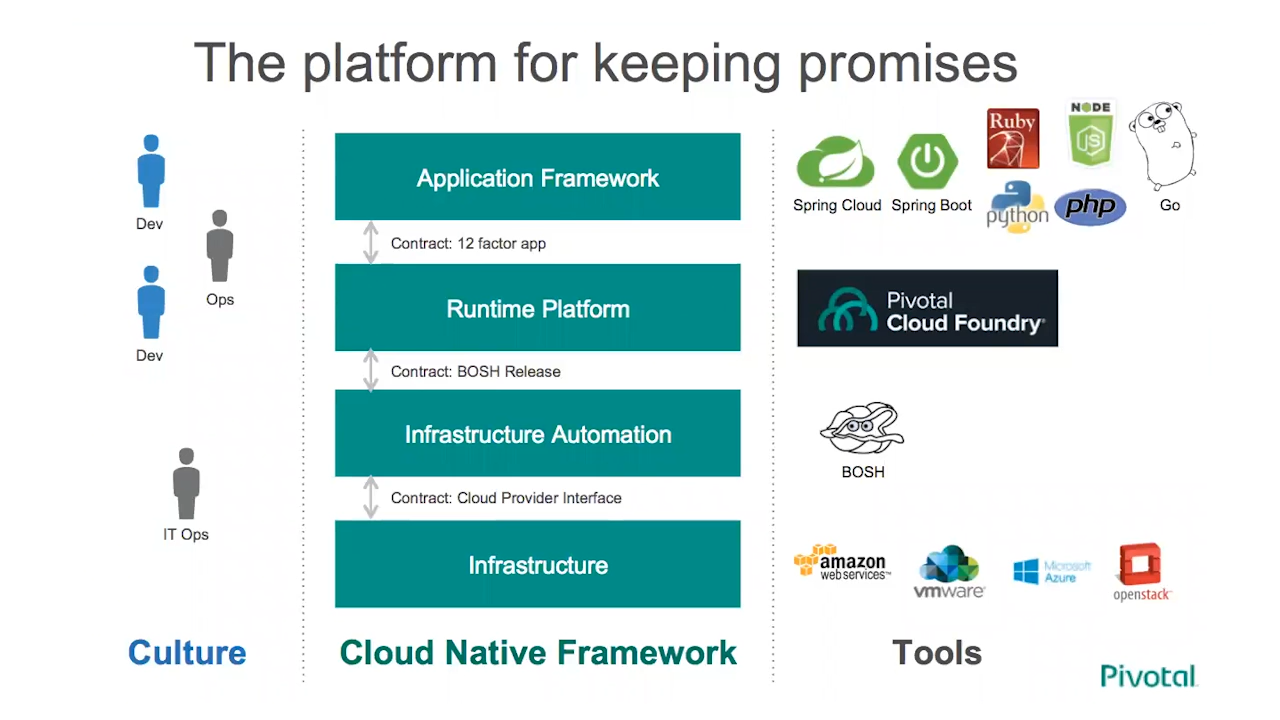 The platform for keeping promises
Dev
Ops
Dev
IT Ops
Culture
Application Framework
Contract: 12 factor app
Runtime Platform
Contract: BOSH Release
Infrastructure Automation
Contract: Cloud Provider Interface
Infrastructure
Cloud Native Framework
Spring Cloud
Spring Boot
Ruby
NODE
JS
python
php
Go
Pivotal
Cloud Foundry
BOSH
amazon
web services
vmware
Microsoft
Azure
openstack
Tools
Pivotal